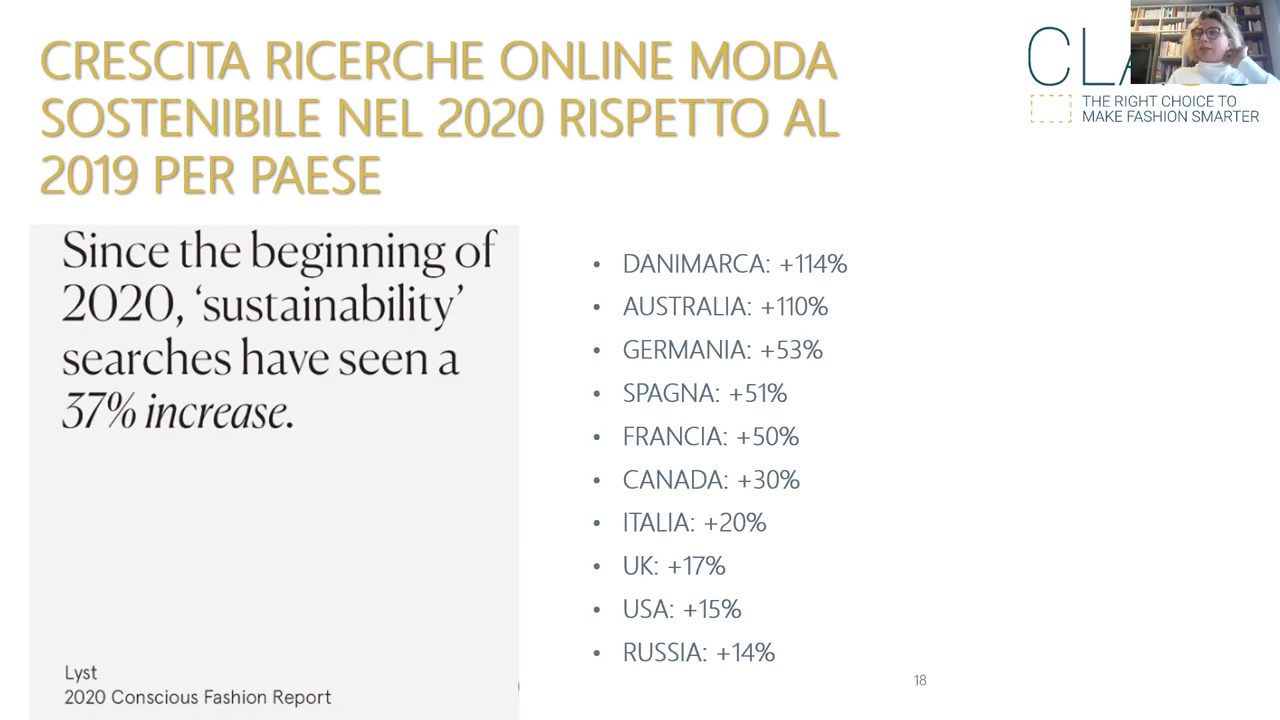 CRESCITA RICERCHE ONLINE MODA
SOSTENIBILE NEL 2020 RISPETTO AL
2019 PER PAESE
THE RIGHT CHOICE TO
MAKE FASHION SMARTER
Since the beginning of
2020, ‘sustainability’
searches have seen a
37% increase.
Lyst
2020 Conscious Fashion Report
• DANIMARCA: +114%
• AUSTRALIA: +110%
• GERMANIA: +53%
• SPAGNA: +51%
• FRANCIA: +50%
• CANADA: +30%
• ITALIA: +20%
• UK: +17%
• USA: +15%
• RUSSIA: +14%
18